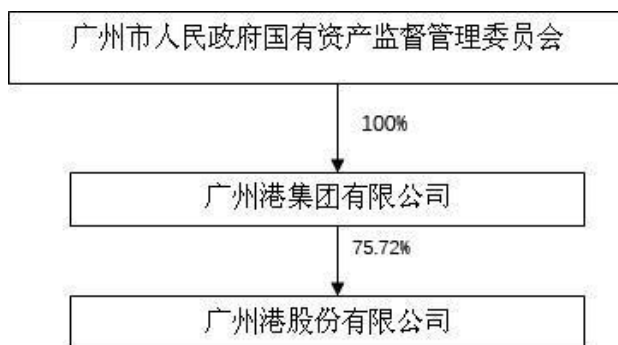 广州市人民政府国有资产监督管理委员会
100%
广州港集团有限公司
75.72%
广州港股份有限公司